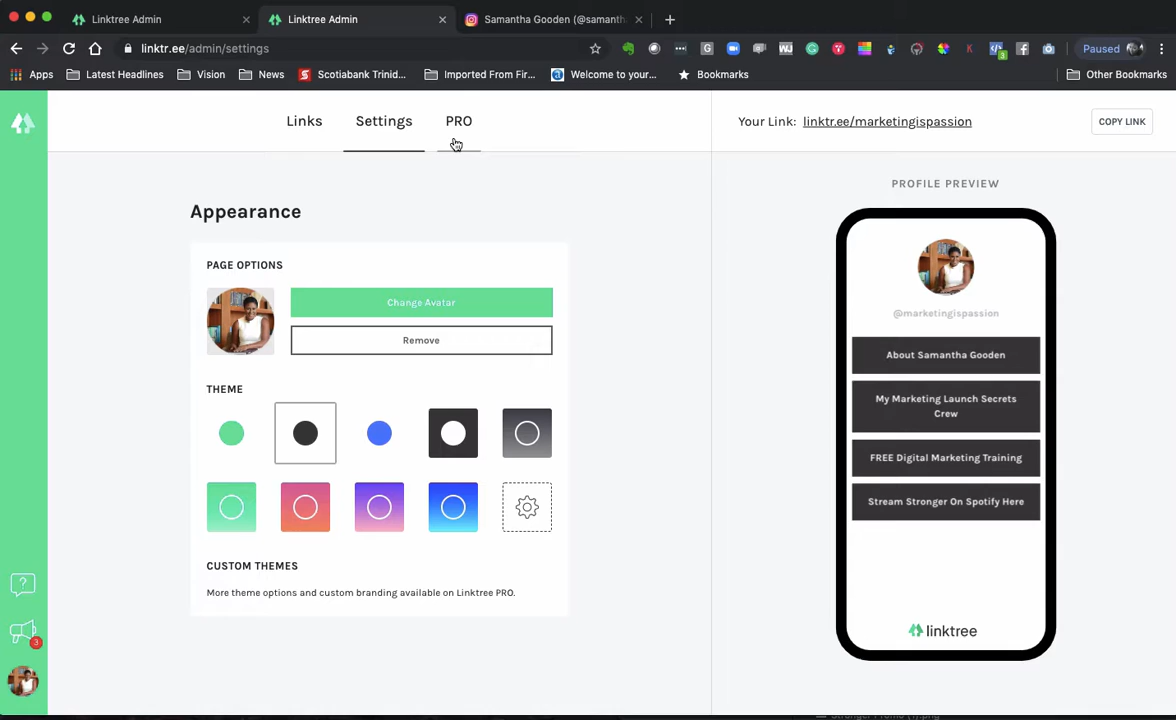 Linktree Admin
Linktree Admin
Samantha Gooden (@samanth
linktr.ee/admin/settings
Paused
Apps
Latest Headlines
Vision
News
Scotiabank Trinid...
Imported From Fir...
Welcome to your...
Bookmarks
Other Bookmarks
Links
Settings
PRO
Your Link: linktr.ee/marketingispassion
COPY LINK
PROFILE PREVIEW
Appearance
PAGE OPTIONS
Change Avatar
Remove
THEME
CUSTOM THEMES
More theme options and custom branding available on Linktree PRO.
3
@marketingispassion
About Samantha Gooden
My Marketing Launch Secrets
Crew
FREE Digital Marketing Training
Stream Stronger On Spotify Here
linktree